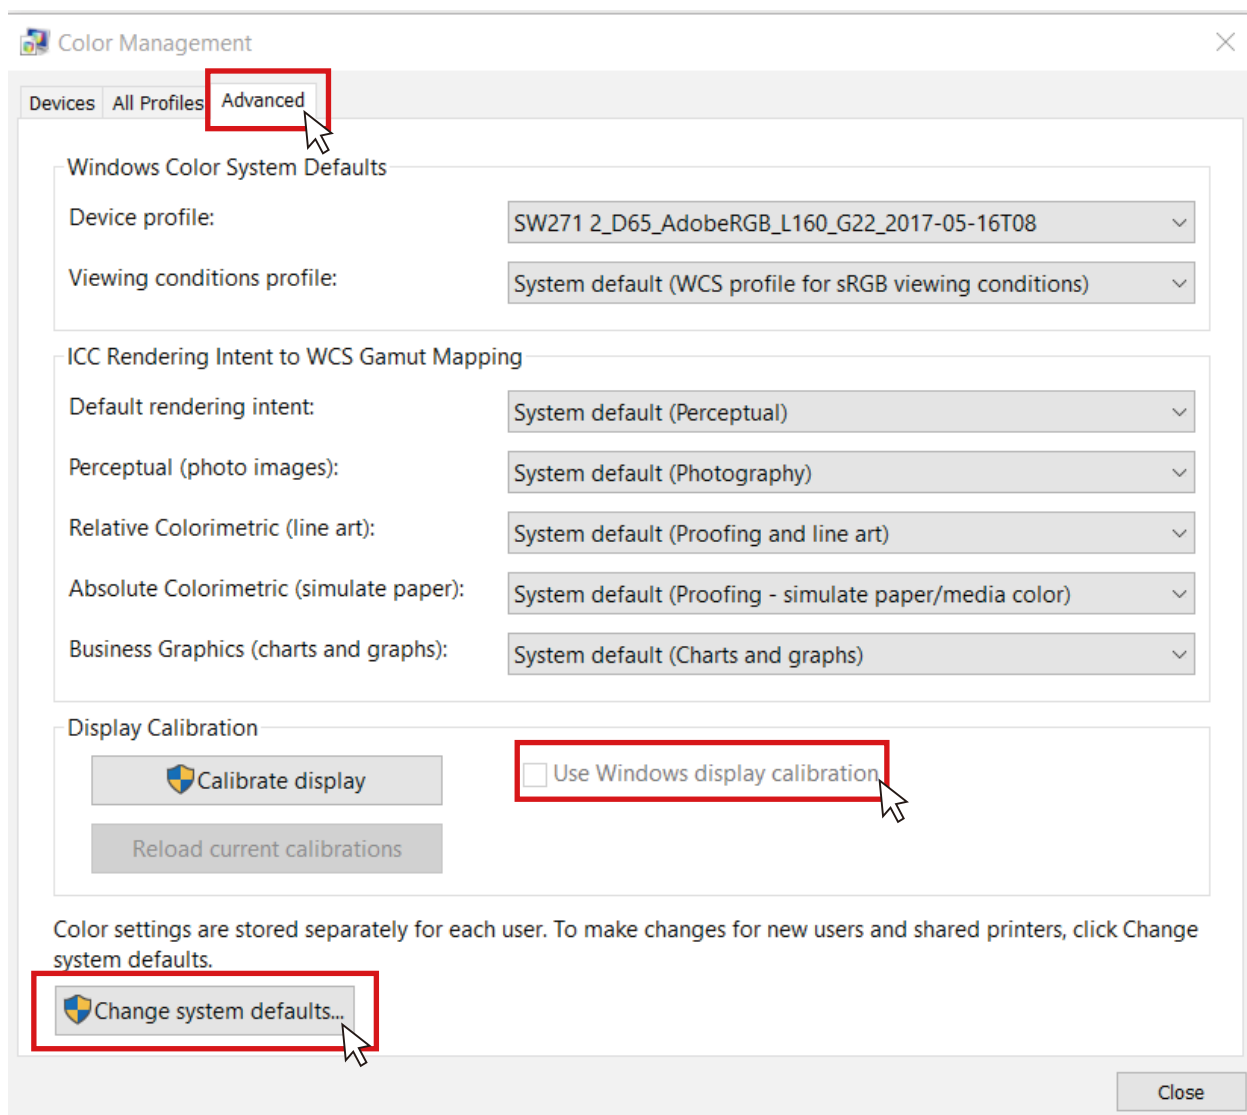 Color Management
Devices All Profiles Advanced
Windows Color System Defaults
Device profile: SW271 2_D65_AdobeRGB_L160_G22_2017-05-16T08
Viewing conditions profile: System default (WCS profile for sRGB viewing conditions)
ICC Rendering Intent to WCS Gamut Mapping
Default rendering intent: System default (Perceptual)
Perceptual (photo images): System default (Photography)
Relative Colorimetric (line art): System default (Proofing and line art)
Absolute Colorimetric (simulate paper): System default (Proofing - simulate paper/media color)
Business Graphics (charts and graphs): System default (Charts and graphs)
Display Calibration
Calibrate display Use Windows display calibration
Reload current calibrations
Color settings are stored separately for each user. To make changes for new users and shared printers, click Change
system defaults.
Change system defaults...
Close